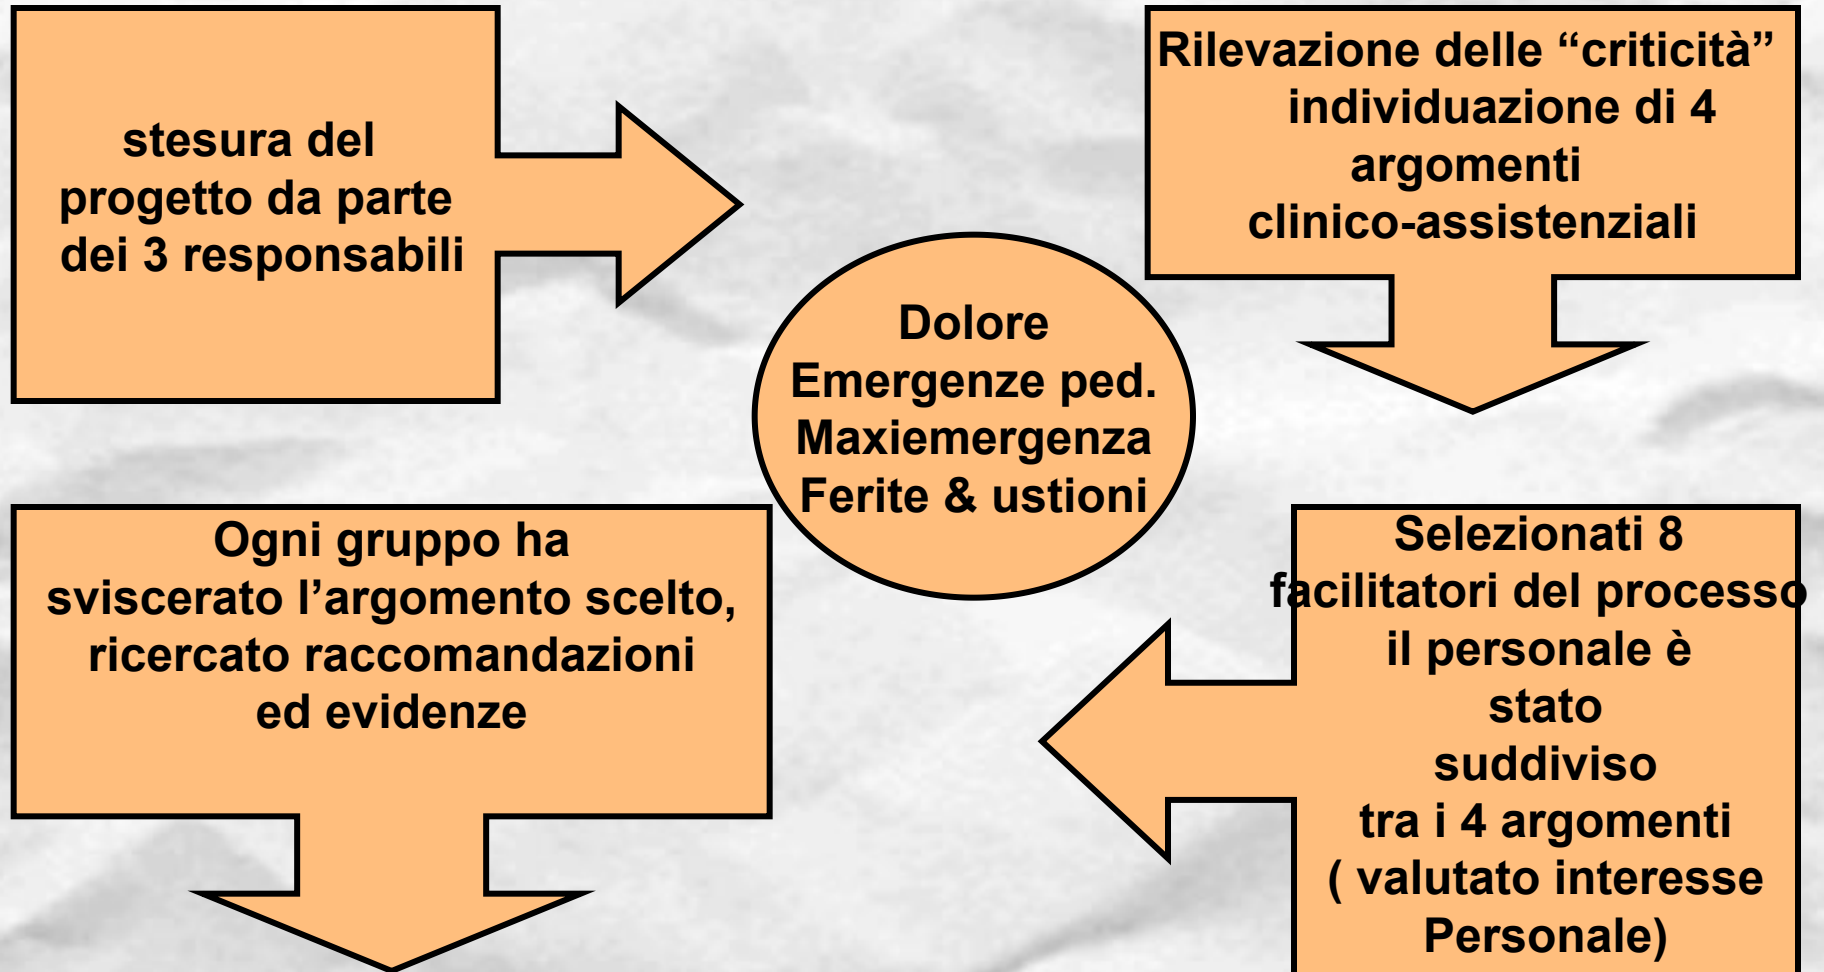 stesura del
progetto da parte
dei 3 responsabili
Rilevazione delle “criticità”
individuazione di 4
argomenti
clinico-assistenziali
Dolore
Emergenze ped.
Maxiemergenza
Ferite & ustioni
Selezionati 8
facilitatori del processo
il personale è
stato
suddiviso
tra i 4 argomenti
( valutato interesse
Personale)
Ogni gruppo ha
sviscerato l’argomento scelto,
ricercato raccomandazioni
ed evidenze